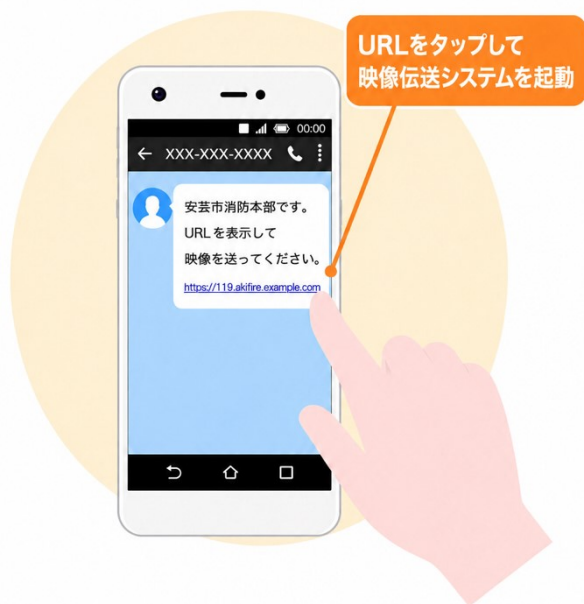 URLをタップして
映像伝送システムを起動
00:00
XXX-XXX-XXXX
安芸市消防本部です。
URLを表示して
映像を送ってください。
https://119.akifire.example.com